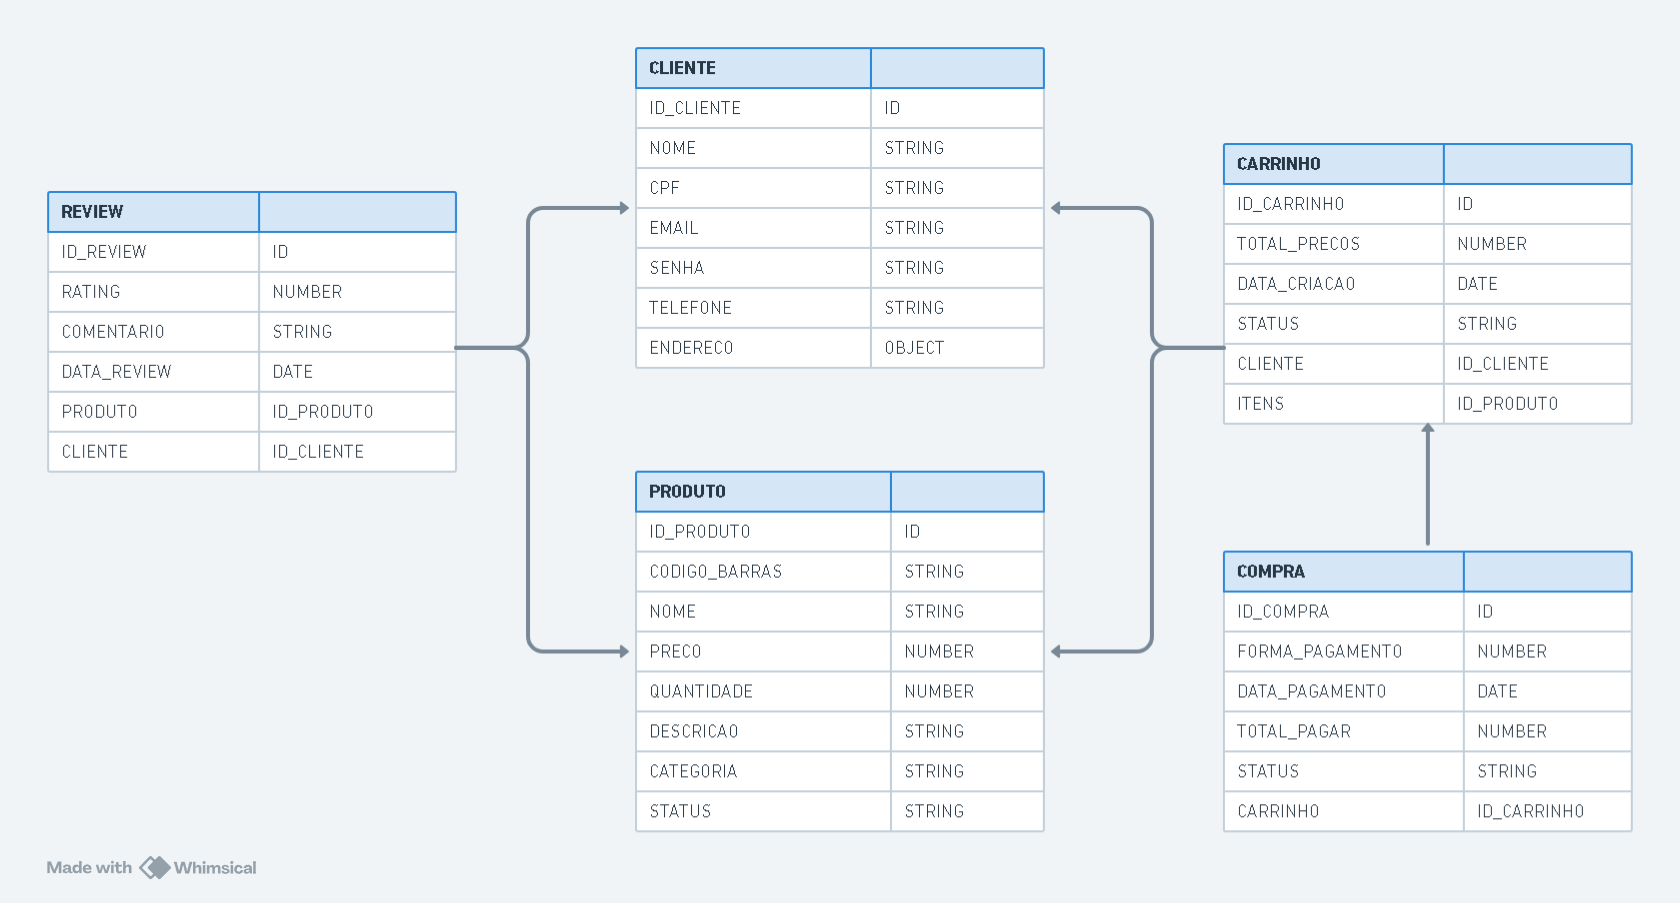 CLIENTE
ID_CLIENTE ID
NOME STRING
CPF STRING
EMAIL STRING
SENHA STRING
TELEFONE STRING
ENDERECO OBJECT
REVIEW
ID_REVIEW ID
RATING NUMBER
COMENTARIO STRING
DATA_REVIEW DATE
PRODUTO ID_PRODUTO
CLIENTE ID_CLIENTE
CARRINHO
ID_CARRINHO ID
TOTAL_PRECOS NUMBER
DATA_CRIACAO DATE
STATUS STRING
CLIENTE ID_CLIENTE
ITENS ID_PRODUTO
PRODUTO
ID_PRODUTO ID
CODIGO_BARRAS STRING
NOME STRING
PRECO NUMBER
QUANTIDADE NUMBER
DESCRICAO STRING
CATEGORIA STRING
STATUS STRING
COMPRA
ID_COMPRA ID
FORMA_PAGAMENTO NUMBER
DATA_PAGAMENTO DATE
TOTAL_PAGAR NUMBER
STATUS STRING
CARRINHO ID_CARRINHO
Made with Whimsical